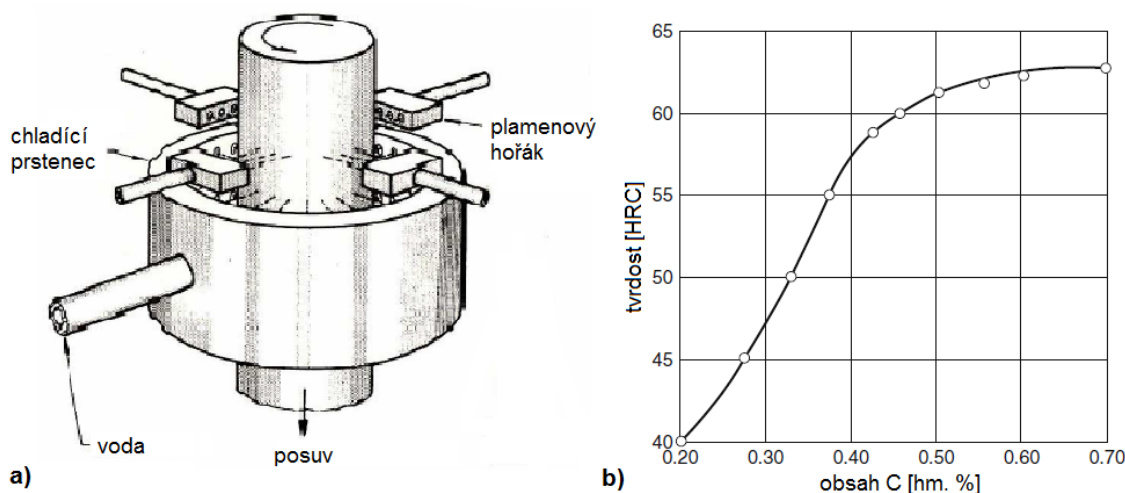 chladící
prstenec
plamenový
hořák
voda
posuv
a)
tvrdost [HRC]
65
60
55
50
45
40
0.20
0.30
0.40
0.50
0.60
0.70
obsah C [hm. %]
b)